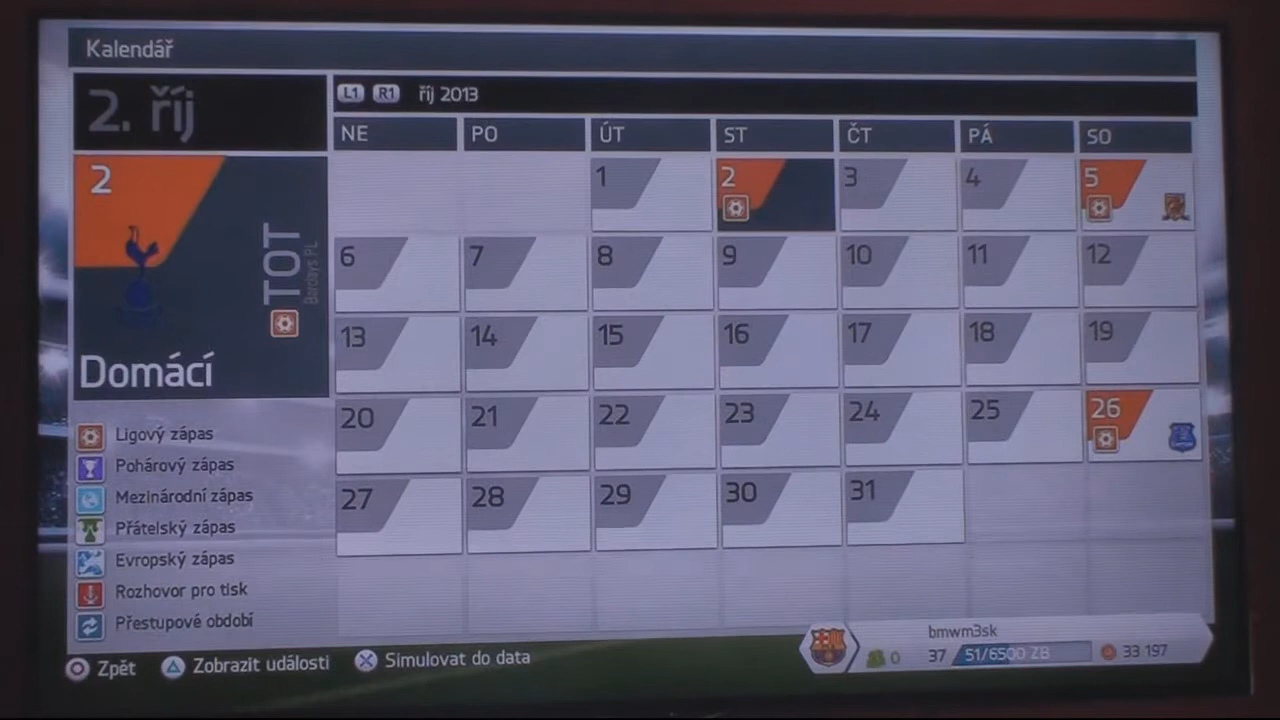 Kalendář
2. říj
L1 R1 říj 2013
NE PO ÚT ST ČT PÁ SO
1 2 3 4 5
6 7 8 9 10 11 12
13 14 15 16 17 18 19
20 21 22 23 24 25 26
27 28 29 30 31
2
TOT
Barclays PL
Domácí
Ligový zápas
Pohárový zápas
Mezinárodní zápas
Přátelský zápas
Evropský zápas
Rozhovor pro tisk
Přestupové období
Zpět Zobrazit události Simulovat do data
bmwm3sk
0 37 51/6500 ZB 33 197